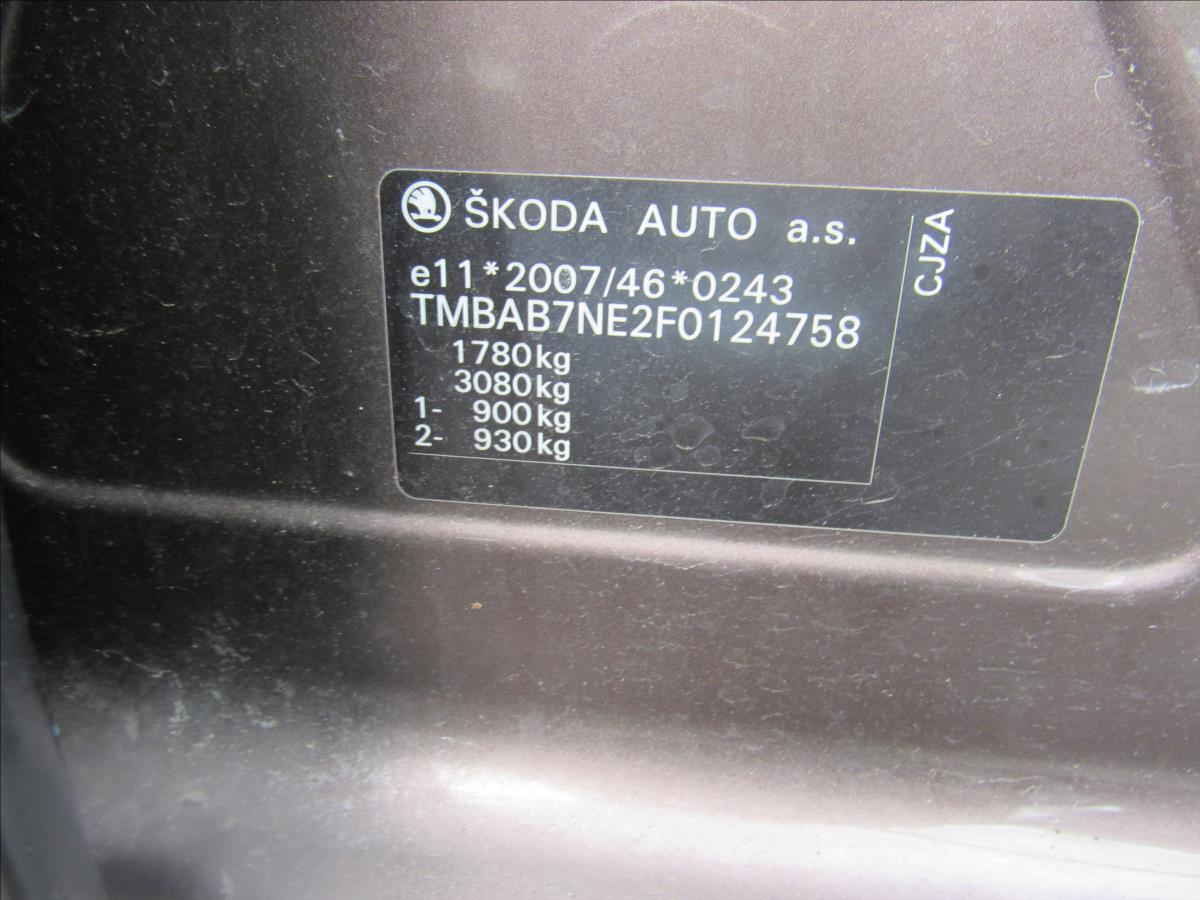 ŠKODA AUTO a.s.
e11*2007/46*0243
TMBAB7NE2F0124758
1780kg
3080kg
1- 900kg
2- 930kg
CJZA